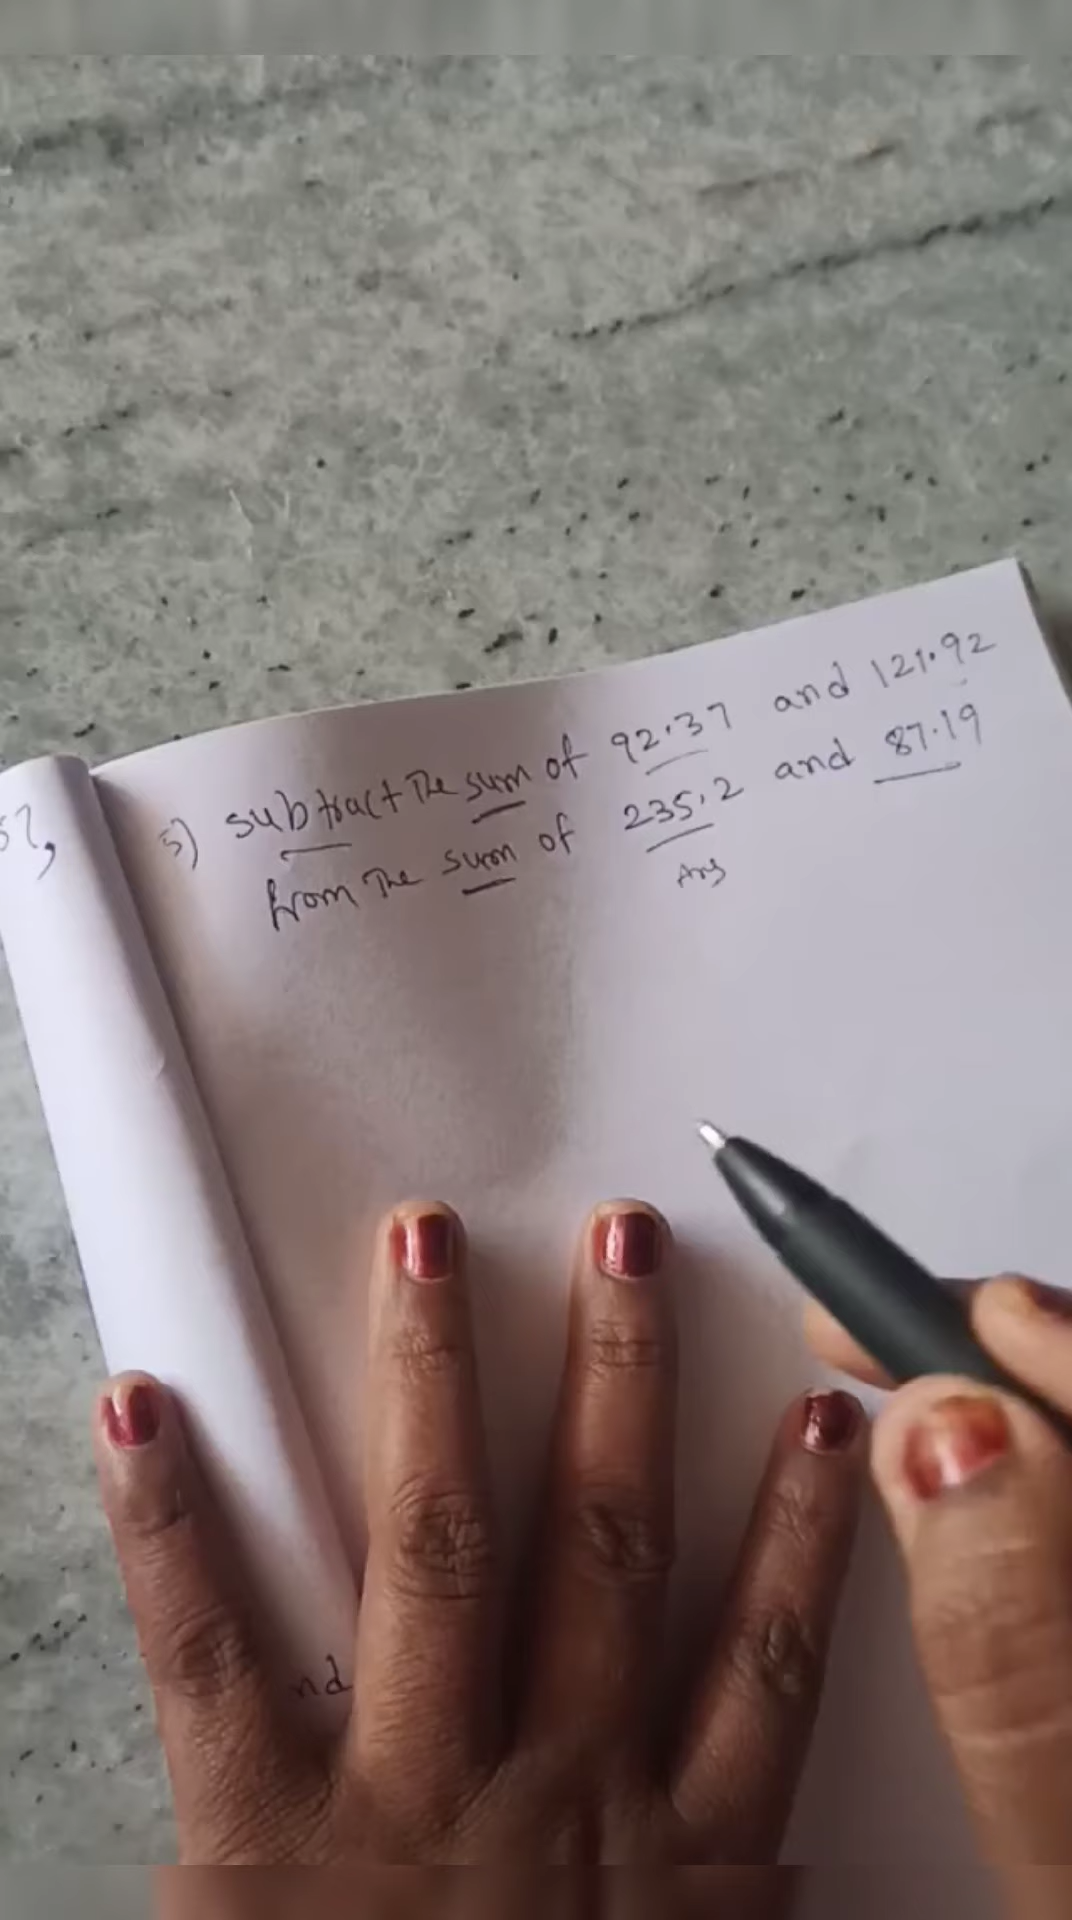 5) subtract The sum of 92.37 and 121.92
from The sum of 235.2 and 87.19
Ans
nd